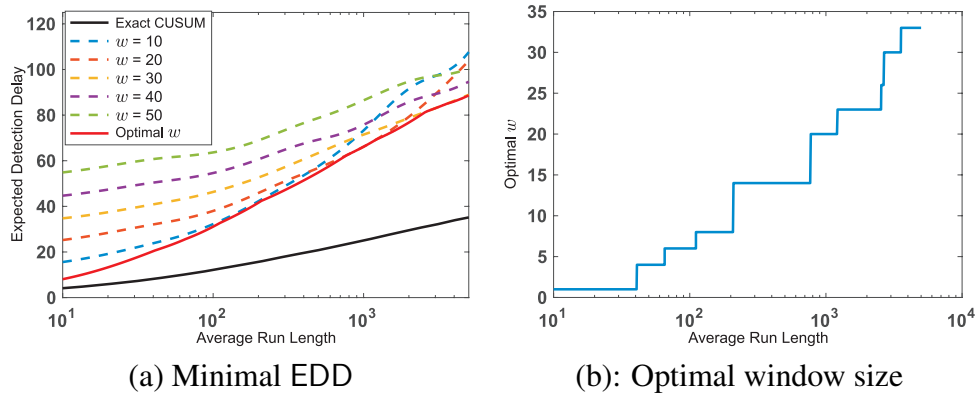 120
100
80
60
40
20
0
Expected Detection Delay
Exact CUSUM
w = 10
w = 20
w = 30
w = 40
w = 50
Optimal w
10^1
10^2
10^3
Average Run Length
(a) Minimal EDD
35
30
25
20
15
10
5
0
Optimal w
10^1
10^2
10^3
10^4
Average Run Length
(b): Optimal window size